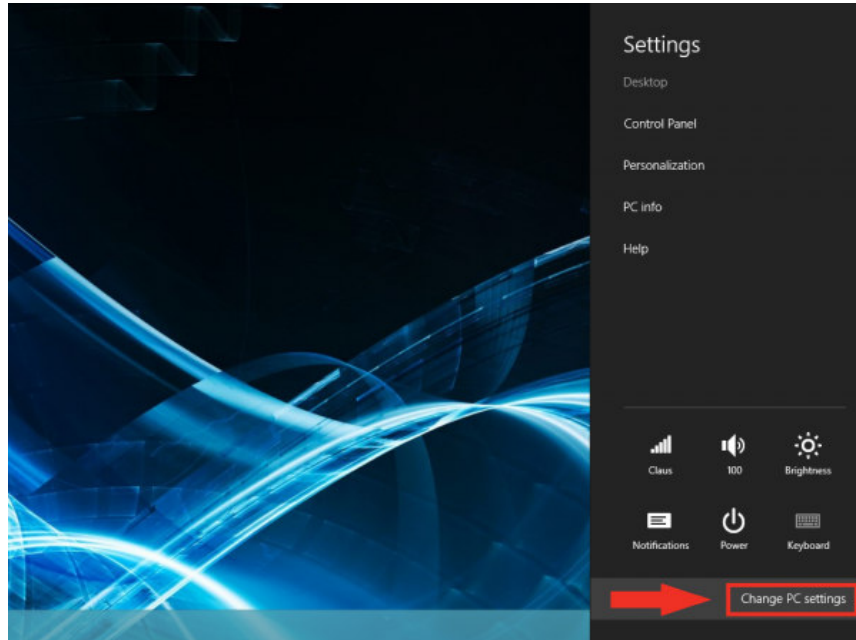 Settings
Desktop
Control Panel
Personalization
PC info
Help
Claus 100 Brightness
Notifications Power Keyboard
Change PC settings